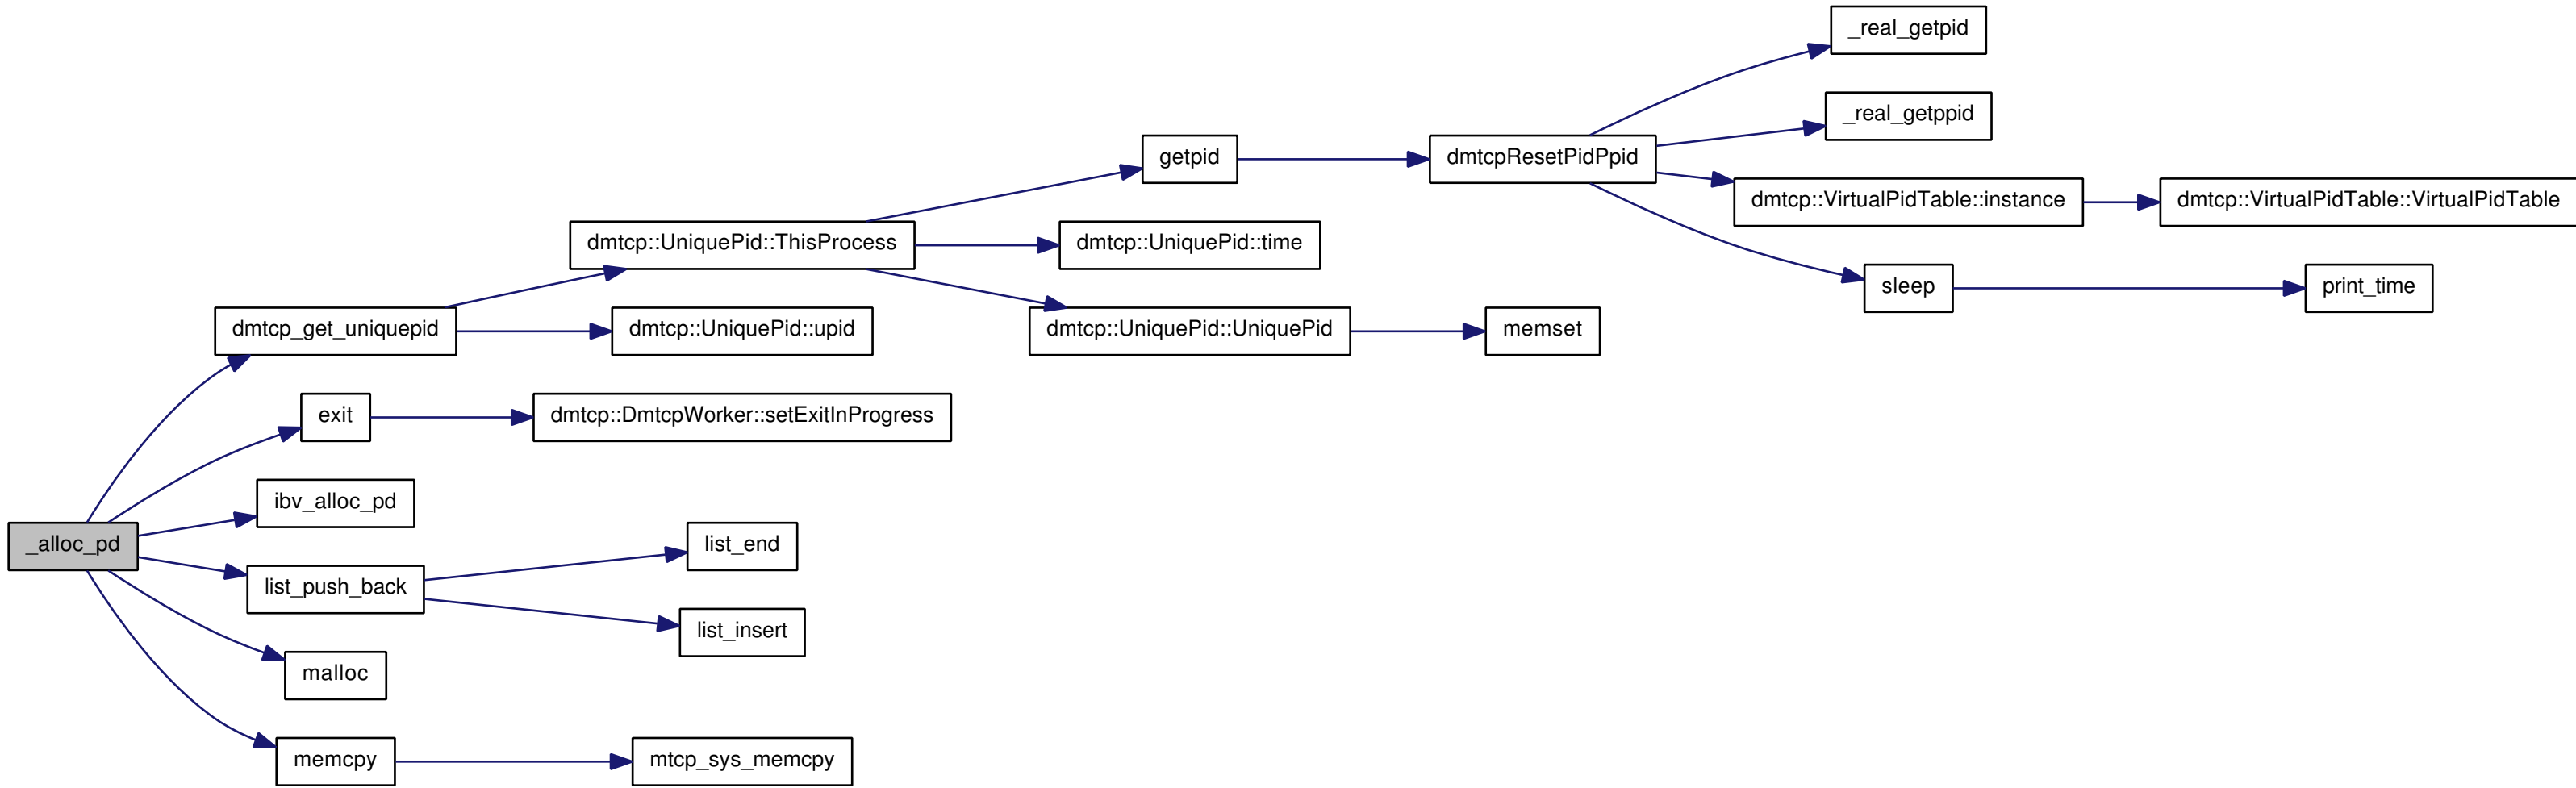 _real_getpid
_real_getppid
getpid
dmtcpResetPidPpid
dmtcp::VirtualPidTable::instance
dmtcp::VirtualPidTable::VirtualPidTable
dmtcp::UniquePid::ThisProcess
dmtcp::UniquePid::time
sleep
print_time
dmtcp_get_uniquepid
dmtcp::UniquePid::upid
dmtcp::UniquePid::UniquePid
memset
exit
dmtcp::DmtcpWorker::setExitInProgress
ibv_alloc_pd
_alloc_pd
list_end
list_push_back
list_insert
malloc
memcpy
mtcp_sys_memcpy